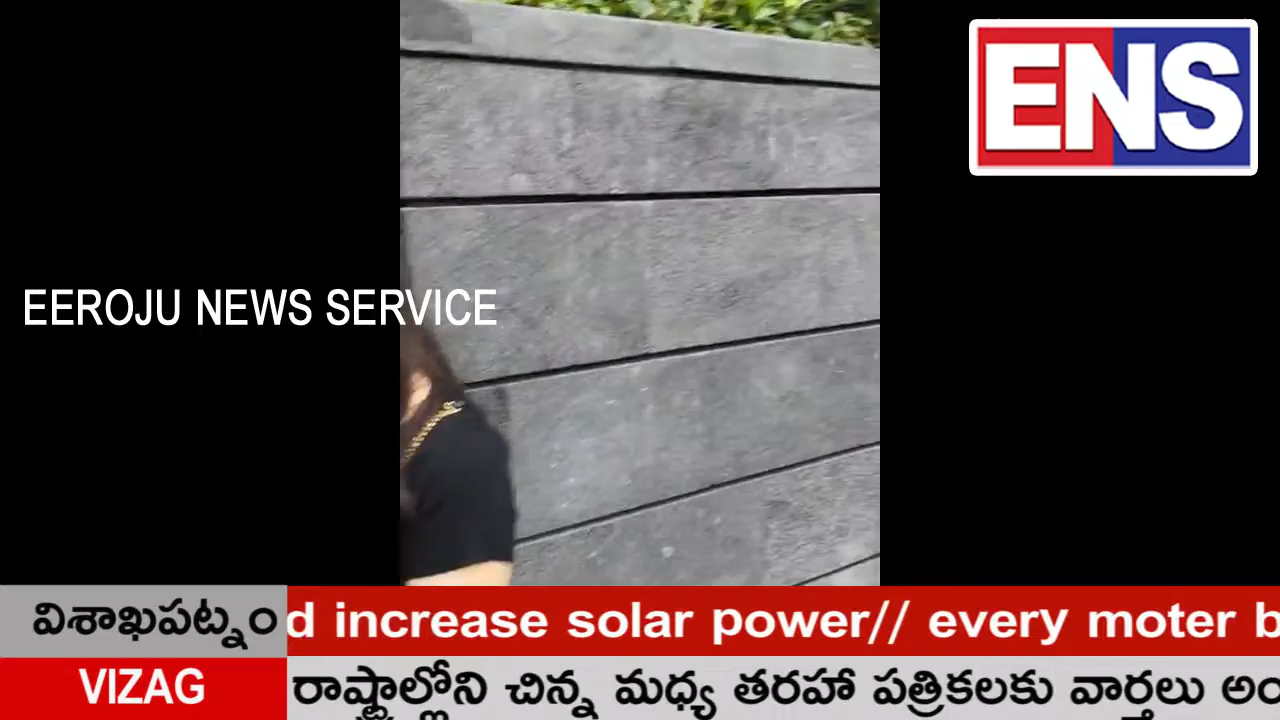 ENS
EEROJU NEWS SERVICE
విశాఖపట్నం
d increase solar power// every moter b
VIZAG
రాష్ట్రాల్లోని చిన్న మధ్య తరహా పత్రికలకు వార్తలు అం